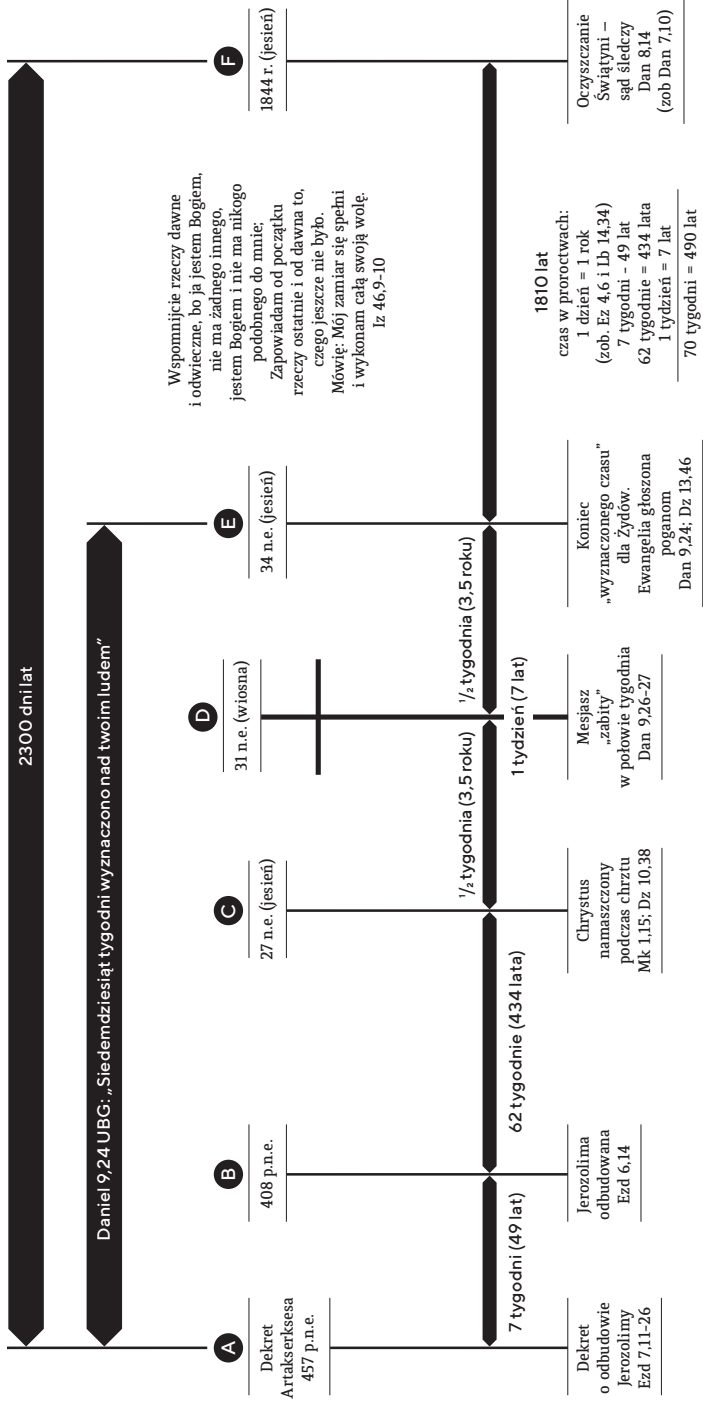 2300 dni lat
Daniel 9,24 UBG: „Siedemdziesiąt tygodni wyznaczono nad twoim ludem”
A
Dekret
Artakserksesa
457 p.n.e.
B
408 p.n.e.
C
27 n.e. (jesień)
D
31 n.e. (wiosna)
E
34 n.e. (jesień)
F
1844 r. (jesień)
Wspomnijcie rzeczy dawne
i odwieczne, bo ja jestem Bogiem,
nie ma żadnego innego,
jestem Bogiem i nie ma nikogo
podobnego do mnie;
Zapowiadam od początku
rzeczy ostatnie i od dawna to,
czego jeszcze nie było.
Mówię: Mój zamiar się spełni
i wykonam całą swoją wolę.
Iz 46,9-10
7 tygodni (49 lat)
62 tygodnie (434 lata)
1/2 tygodnia (3,5 roku)
1/2 tygodnia (3,5 roku)
1 tydzień (7 lat)
Dekret
o odbudowie
Jerozolimy
Ezd 7,11-26
Jerozolima
odbudowana
Ezd 6,14
Chrystus
namaszczony
podczas chrztu
Mk 1,15; Dz 10,38
Mesjasz
„zabity”
w połowie tygodnia
Dan 9,26-27
Koniec
„wyznaczonego czasu”
dla Żydów.
Ewangelia głoszona
poganom
Dan 9,24; Dz 13,46
1810 lat
czas w proroctwach:
1 dzień = 1 rok
(zob. Ez 4,6 i Lb 14,34)
7 tygodni – 49 lat
62 tygodnie = 434 lata
1 tydzień = 7 lat
70 tygodni = 490 lat
Oczyszczanie
Świątyni –
sąd śledczy
Dan 8,14
(zob Dan 7,10)